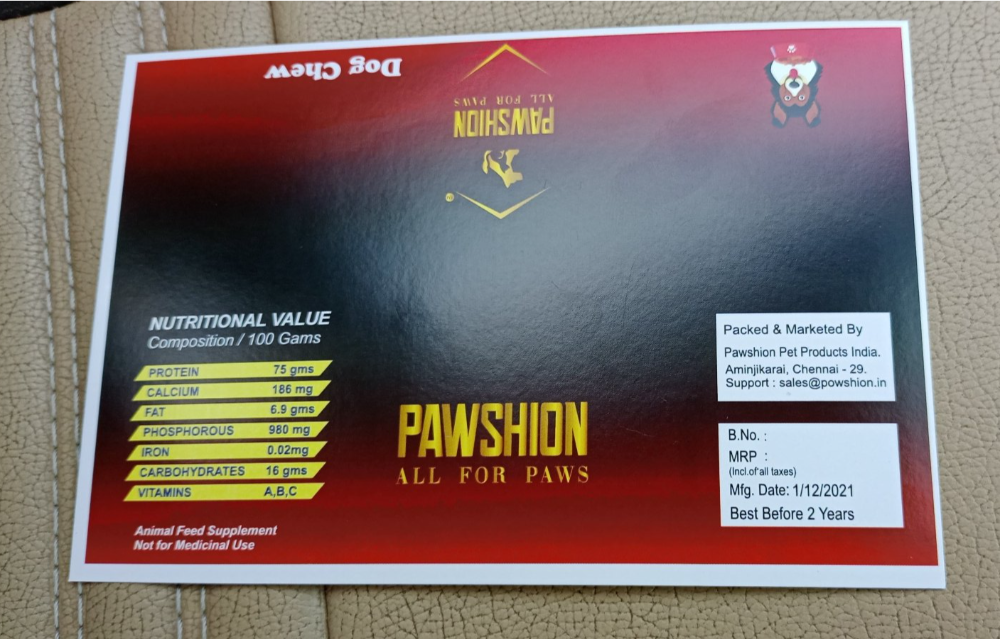 Dog Chew
ALL FOR PAWS
PAWSHION
NUTRITIONAL VALUE
Composition / 100 Gams
PROTEIN 75 gms
CALCIUM 186 mg
FAT 6.9 gms
PHOSPHOROUS 980 mg
IRON 0.02mg
CARBOHYDRATES 16 gms
VITAMINS A,B,C
Animal Feed Supplement
Not for Medicinal Use
PAWSHION
ALL FOR PAWS
Packed & Marketed By
Pawshion Pet Products India.
Aminjikarai, Chennai - 29.
Support : sales@powshion.in
B.No. :
MRP :
(Incl.of all taxes)
Mfg. Date: 1/12/2021
Best Before 2 Years